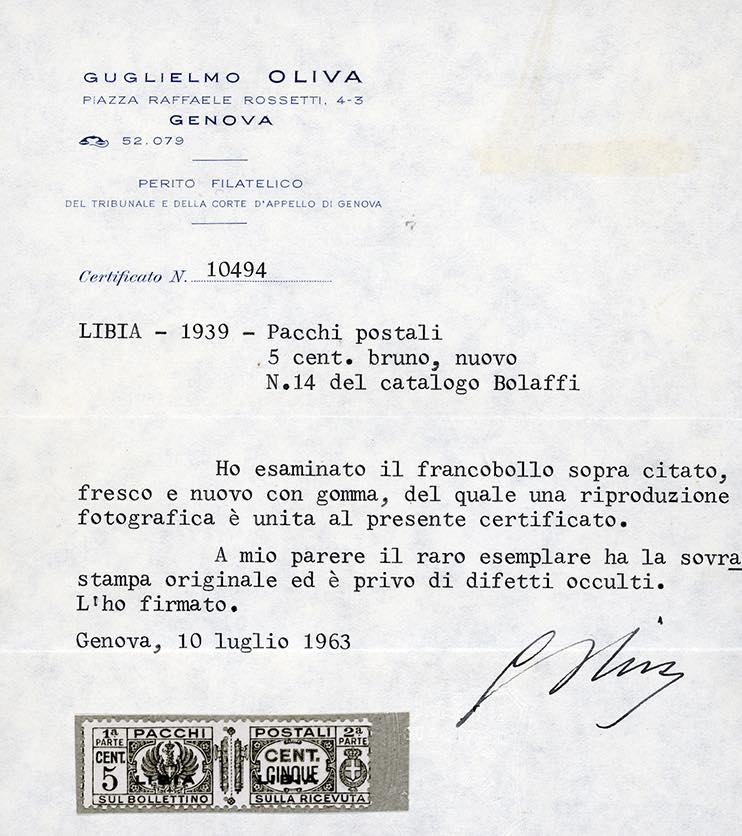 GUGLIELMO OLIVA
PIAZZA RAFFAELE ROSSETTI, 4-3
GENOVA
52.079
PERITO FILATELICO
DEL TRIBUNALE E DELLA CORTE D'APPELLO DI GENOVA
Certificato N. 10494
LIBIA - 1939 - Pacchi postali
5 cent. bruno, nuovo
N.14 del catalogo Bolaffi
Ho esaminato il francobollo sopra citato,
fresco e nuovo con gomma, del quale una riproduzione
fotografica è unita al presente certificato.
A mio parere il raro esemplare ha la sovra
stampa originale ed è privo di difetti occulti.
L'ho firmato.
Genova, 10 luglio 1963
G Oliva
1ª PARTE PACCHI POSTALI 2ª PARTE
CENT. 5 LIBIA CENT. CINQUE LIBIA
SUL BOLLETTINO SULLA RICEVUTA